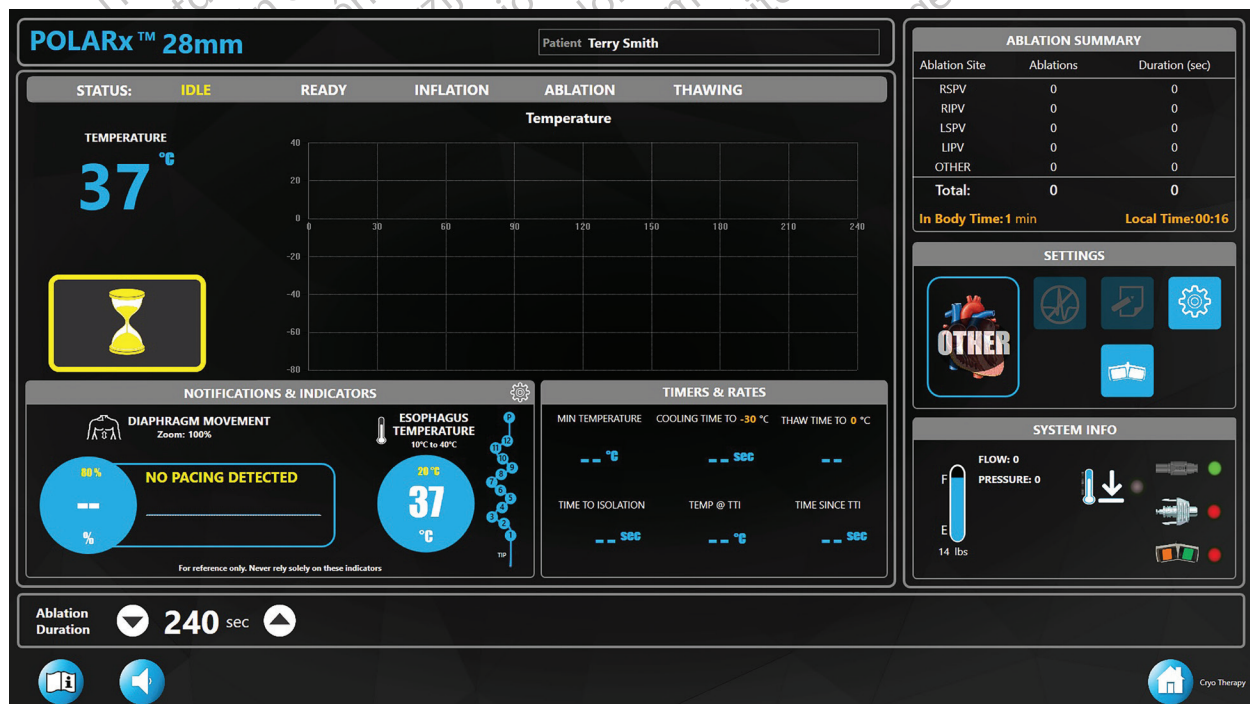 POLARx™ 28mm
Patient Terry Smith
STATUS: IDLE READY INFLATION ABLATION THAWING
TEMPERATURE
37 °C
Temperature
40
20
0
0 30 60 90 120 150 180 210 240
-20
-40
-60
-80
NOTIFICATIONS & INDICATORS
DIAPHRAGM MOVEMENT
Zoom: 100%
80 %
--
%
NO PACING DETECTED
ESOPHAGUS
TEMPERATURE
10°C to 40°C
20 °C
37
°C
P
12
11
10
9
8
7
6
5
4
3
2
1
TIP
For reference only. Never rely solely on these indicators
TIMERS & RATES
MIN TEMPERATURE COOLING TIME TO -30 °C THAW TIME TO 0 °C
-- °C -- sec --
TIME TO ISOLATION TEMP @ TTI TIME SINCE TTI
-- sec -- °C -- sec
ABLATION SUMMARY
Ablation Site Ablations Duration (sec)
RSPV 0 0
RIPV 0 0
LSPV 0 0
LIPV 0 0
OTHER 0 0
Total: 0 0
In Body Time: 1 min Local Time: 00:16
SETTINGS
OTHER
SYSTEM INFO
FLOW: 0
PRESSURE: 0
F
E
14 lbs
Ablation
Duration
240 sec
i
Cryo Therapy